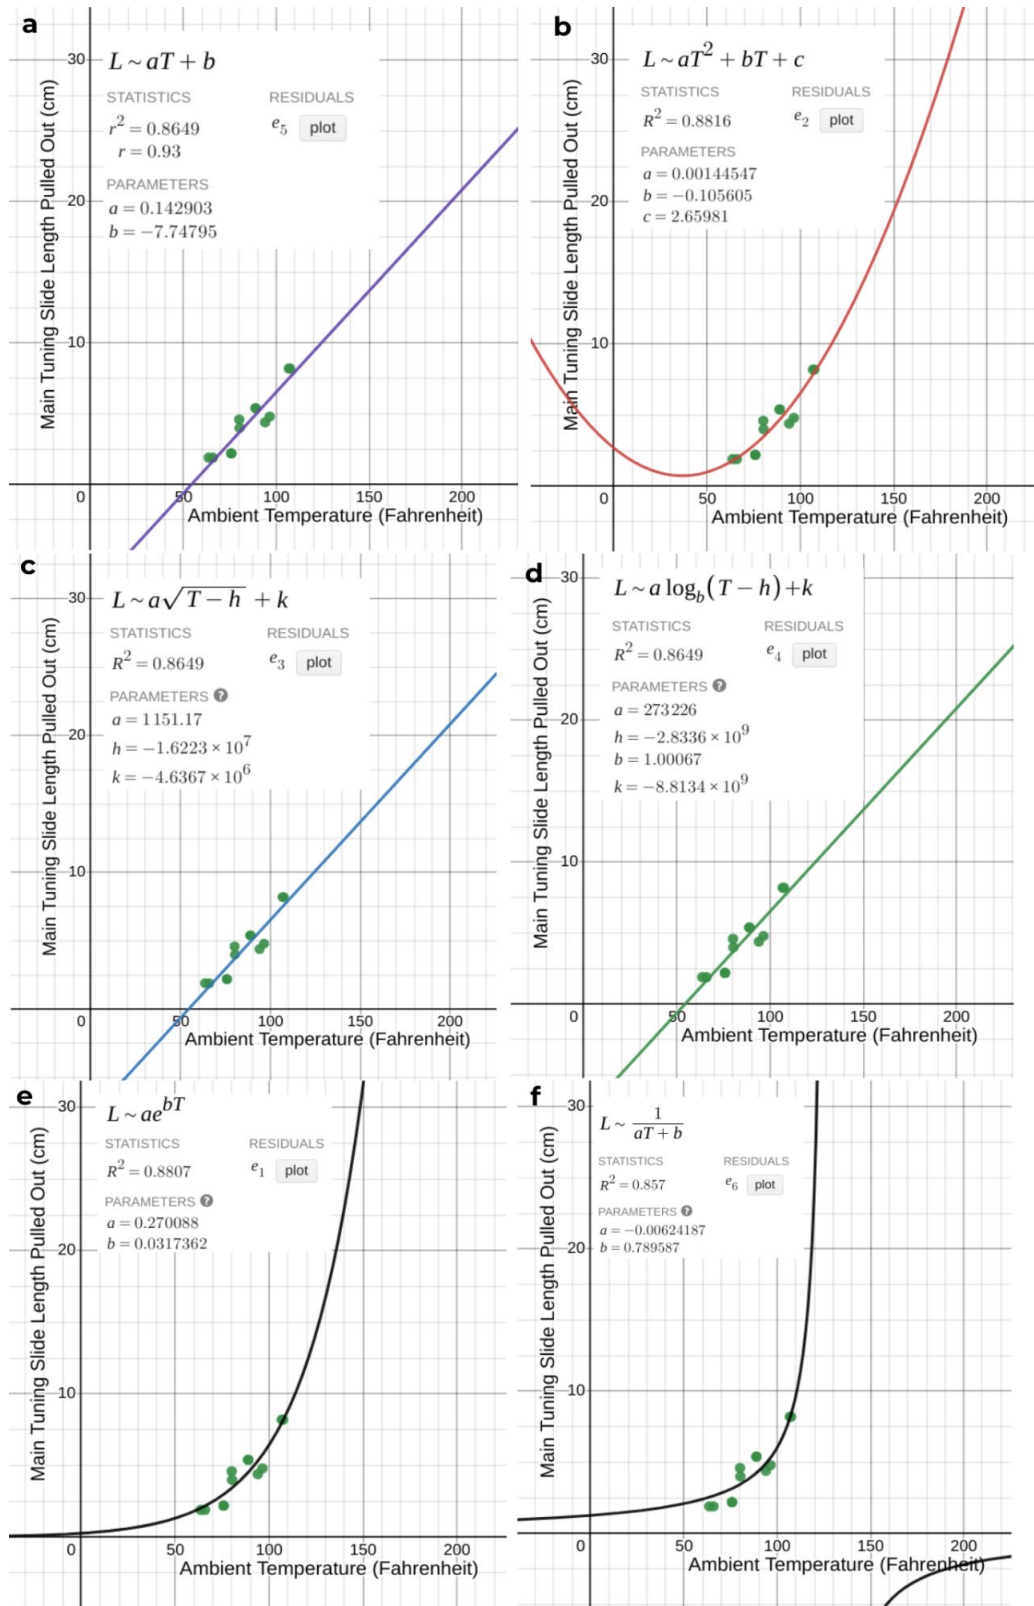 a
L ~ aT + b
STATISTICS
RESIDUALS
r² = 0.8649
r = 0.93
e₅ plot
PARAMETERS
a = 0.142903
b = −7.74795
30
20
10
0
50
100
150
200
Main Tuning Slide Length Pulled Out (cm)
Ambient Temperature (Fahrenheit)
b
L ~ aT² + bT + c
STATISTICS
RESIDUALS
R² = 0.8816
e₂ plot
PARAMETERS
a = 0.00144547
b = −0.105605
c = 2.65981
30
20
10
0
50
100
150
200
Main Tuning Slide Length Pulled Out (cm)
Ambient Temperature (Fahrenheit)
c
L ~ a√(T − h) + k
STATISTICS
RESIDUALS
R² = 0.8649
e₃ plot
PARAMETERS ?
a = 1151.17
h = −1.6223 × 10⁷
k = −4.6367 × 10⁶
30
20
10
0
50
100
150
200
Main Tuning Slide Length Pulled Out (cm)
Ambient Temperature (Fahrenheit)
d
L ~ a log_b(T − h) + k
STATISTICS
RESIDUALS
R² = 0.8649
e₄ plot
PARAMETERS ?
a = 273226
h = −2.8336 × 10⁹
b = 1.00067
k = −8.8134 × 10⁹
30
20
10
0
50
100
150
200
Main Tuning Slide Length Pulled Out (cm)
Ambient Temperature (Fahrenheit)
e
L ~ ae^{bT}
STATISTICS
RESIDUALS
R² = 0.8807
e₁ plot
PARAMETERS ?
a = 0.270088
b = 0.0317362
30
20
10
0
50
100
150
200
Main Tuning Slide Length Pulled Out (cm)
Ambient Temperature (Fahrenheit)
f
L ~ 1/(aT + b)
STATISTICS
RESIDUALS
R² = 0.857
e₆ plot
PARAMETERS ?
a = −0.00624187
b = 0.789587
30
20
10
0
50
100
150
200
Main Tuning Slide Length Pulled Out (cm)
Ambient Temperature (Fahrenheit)